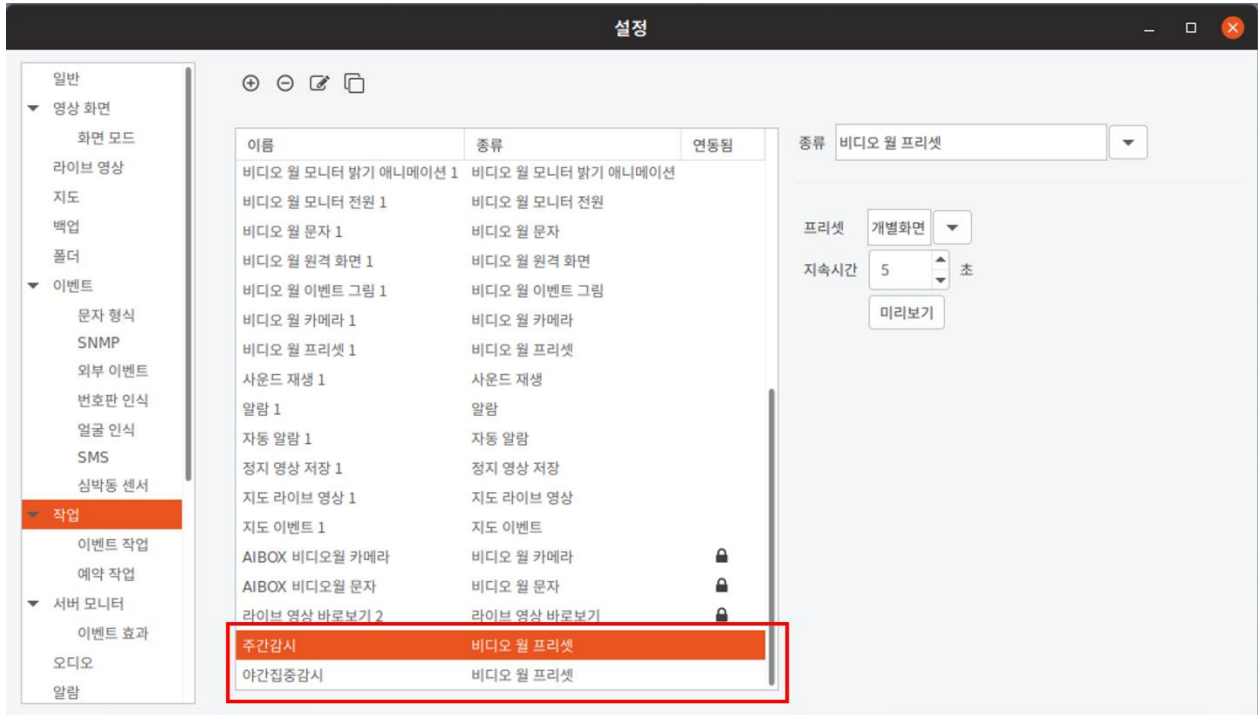 설정
일반
영상 화면
화면 모드
라이브 영상
지도
백업
폴더
이벤트
문자 형식
SNMP
외부 이벤트
번호판 인식
얼굴 인식
SMS
심박동 센서
작업
이벤트 작업
예약 작업
서버 모니터
이벤트 효과
오디오
알람
이름 종류 연동됨
비디오 월 모니터 밝기 애니메이션 1 비디오 월 모니터 밝기 애니메이션
비디오 월 모니터 전원 1 비디오 월 모니터 전원
비디오 월 문자 1 비디오 월 문자
비디오 월 원격 화면 1 비디오 월 원격 화면
비디오 월 이벤트 그림 1 비디오 월 이벤트 그림
비디오 월 카메라 1 비디오 월 카메라
비디오 월 프리셋 1 비디오 월 프리셋
사운드 재생 1 사운드 재생
알람 1 알람
자동 알람 1 자동 알람
정지 영상 저장 1 정지 영상 저장
지도 라이브 영상 1 지도 라이브 영상
지도 이벤트 1 지도 이벤트
AIBOX 비디오월 카메라 비디오 월 카메라
AIBOX 비디오월 문자 비디오 월 문자
라이브 영상 바로보기 2 라이브 영상 바로보기
주간감시 비디오 월 프리셋
야간집중감시 비디오 월 프리셋
종류 비디오 월 프리셋
프리셋 개별화면
지속시간 5 초
미리보기